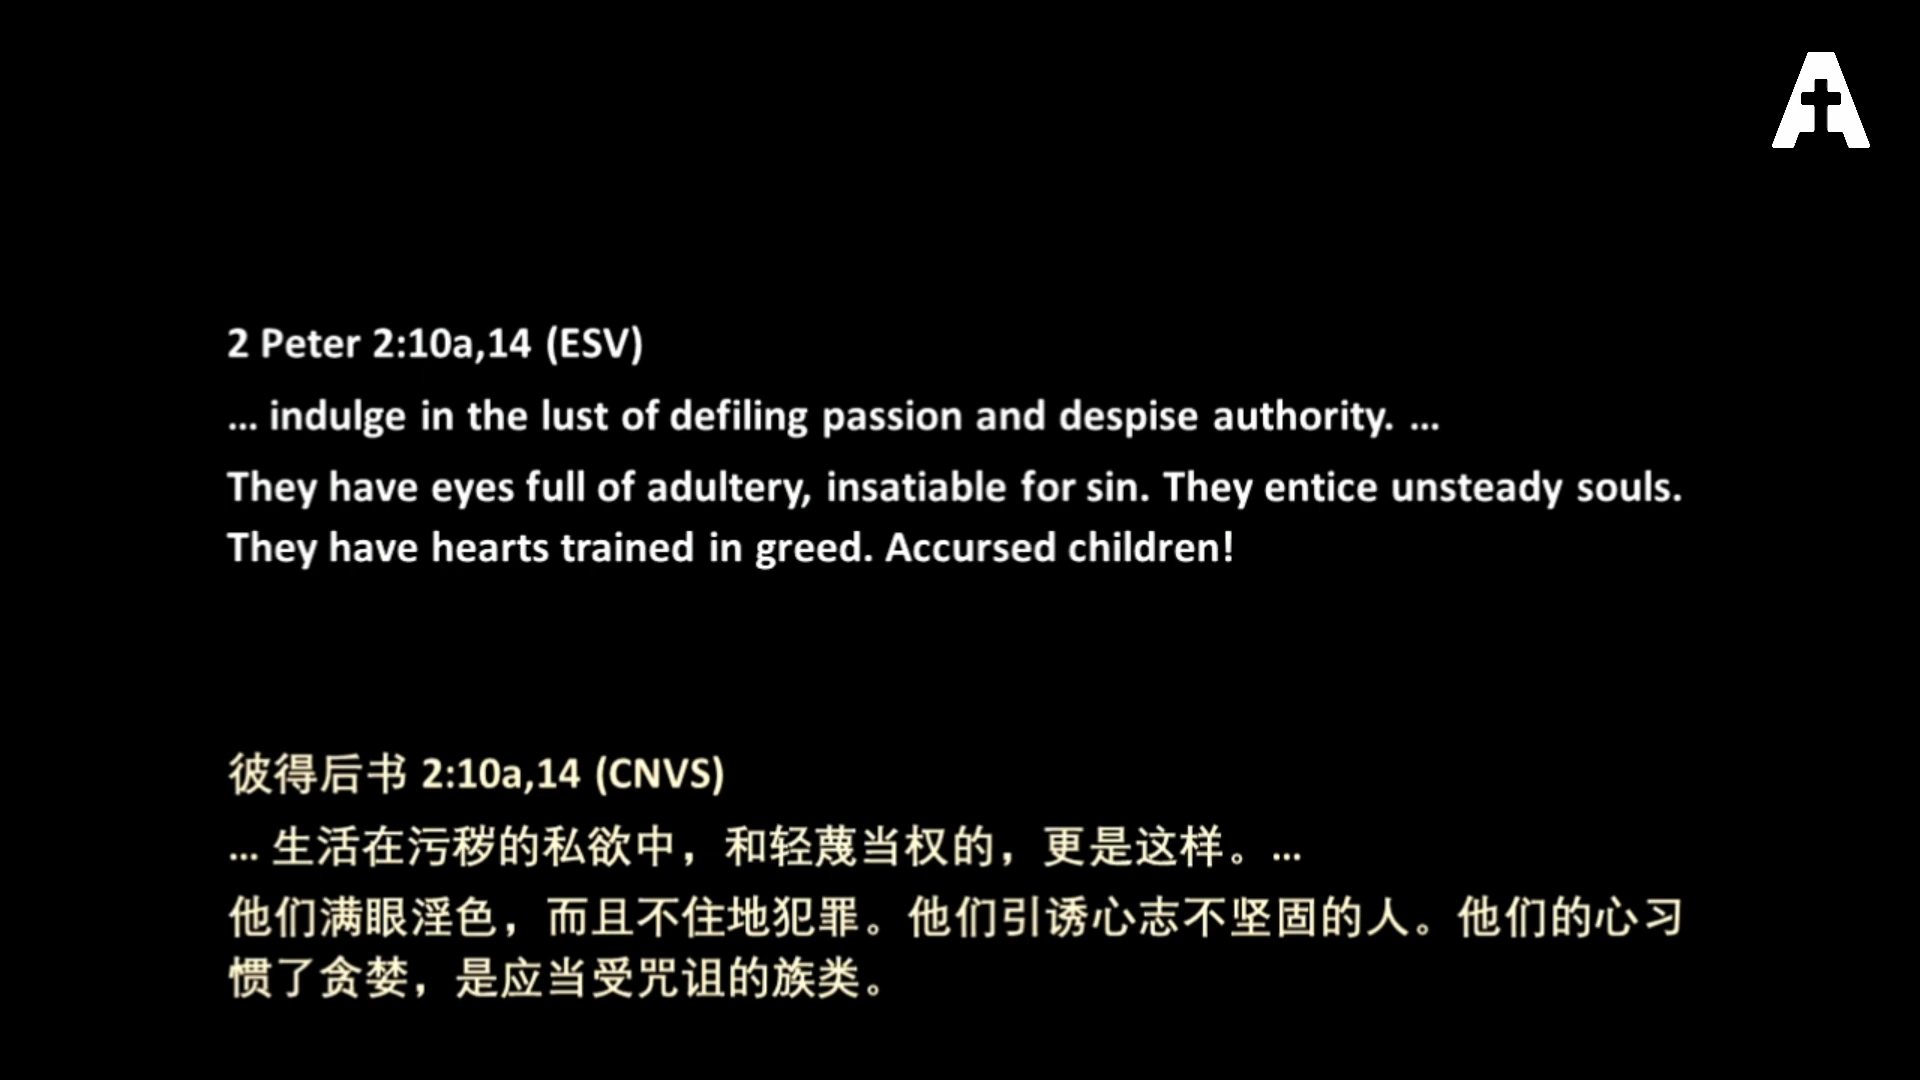 A
2 Peter 2:10a,14 (ESV)
... indulge in the lust of defiling passion and despise authority. ...
They have eyes full of adultery, insatiable for sin. They entice unsteady souls.
They have hearts trained in greed. Accursed children!
彼得后书 2:10a,14 (CNVS)
... 生活在污秽的私欲中，和轻蔑当权的，更是这样。...
他们满眼淫色，而且不住地犯罪。他们引诱心志不坚固的人。他们的心习
惯了贪婪，是应当受咒诅的族类。